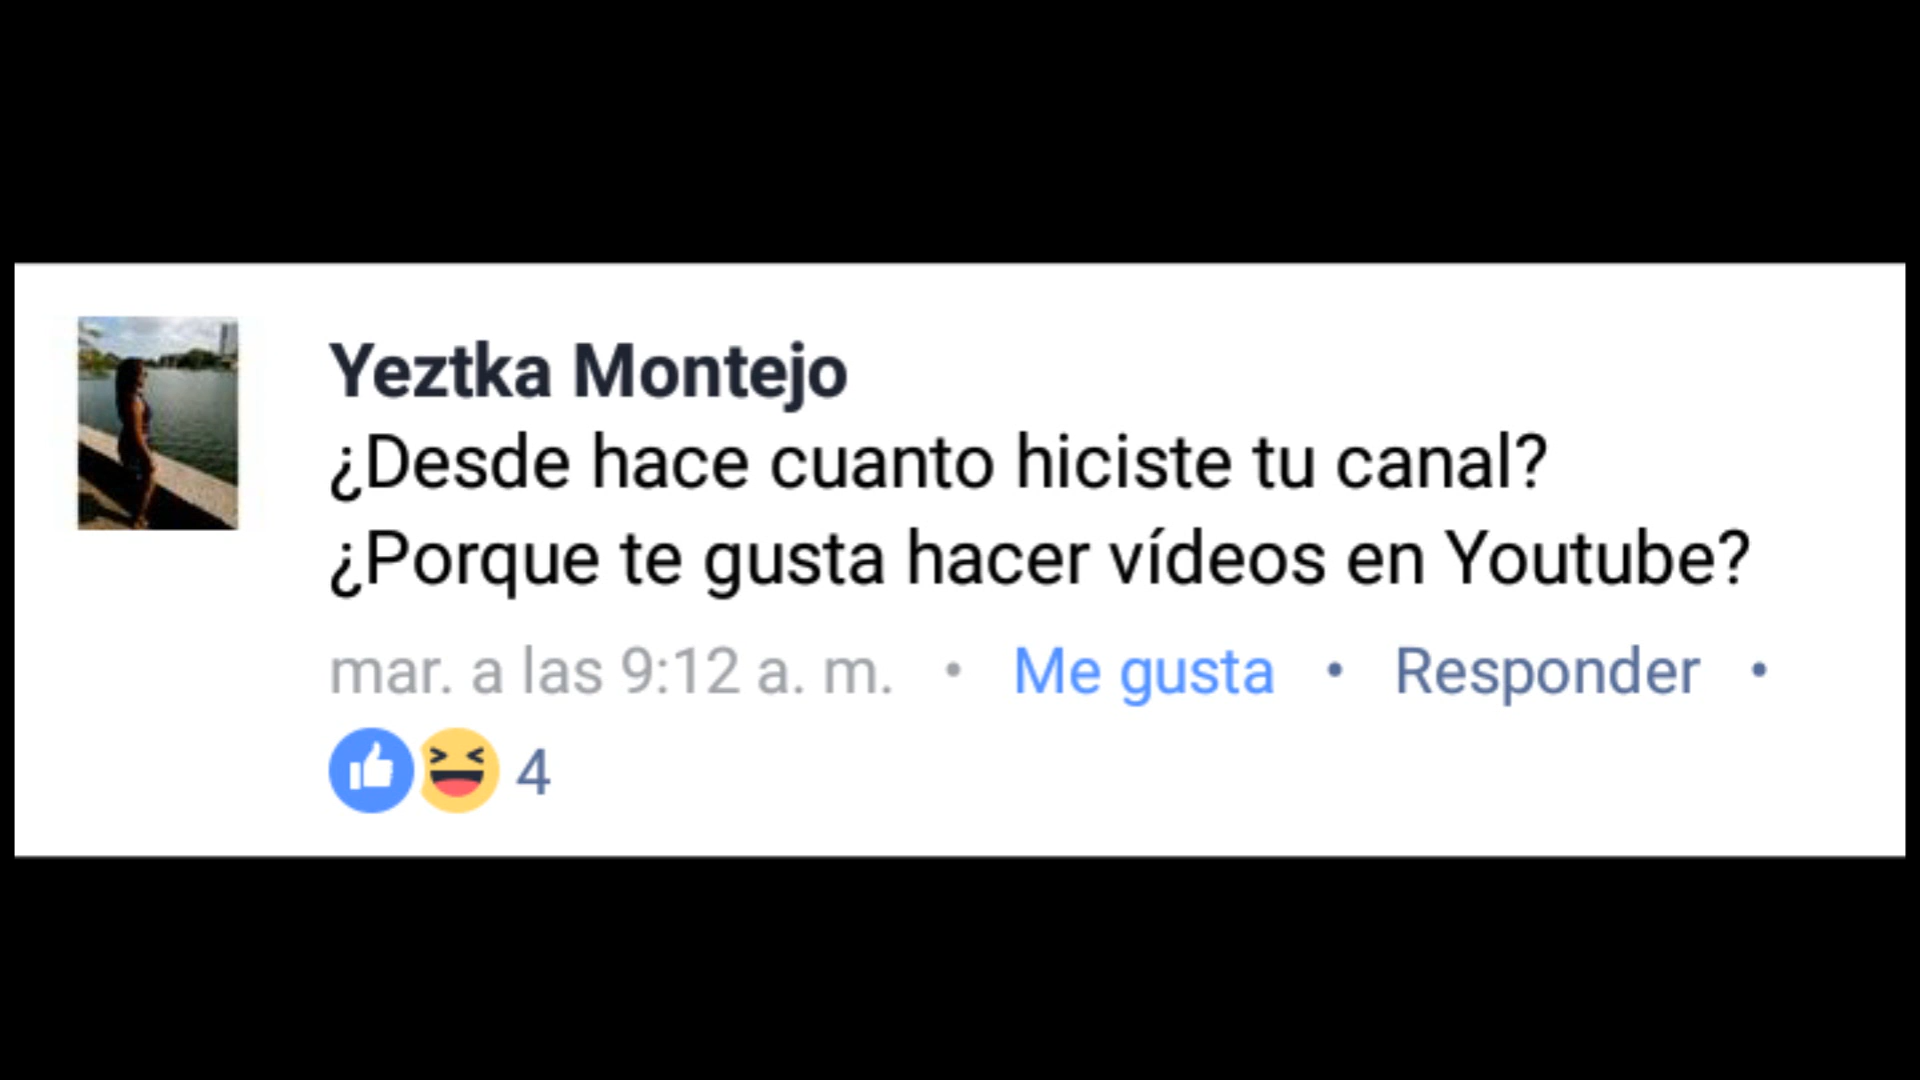 Yeztka Montejo
¿Desde hace cuanto hiciste tu canal?
¿Porque te gusta hacer vídeos en Youtube?
mar. a las 9:12 a. m. • Me gusta • Responder •
4